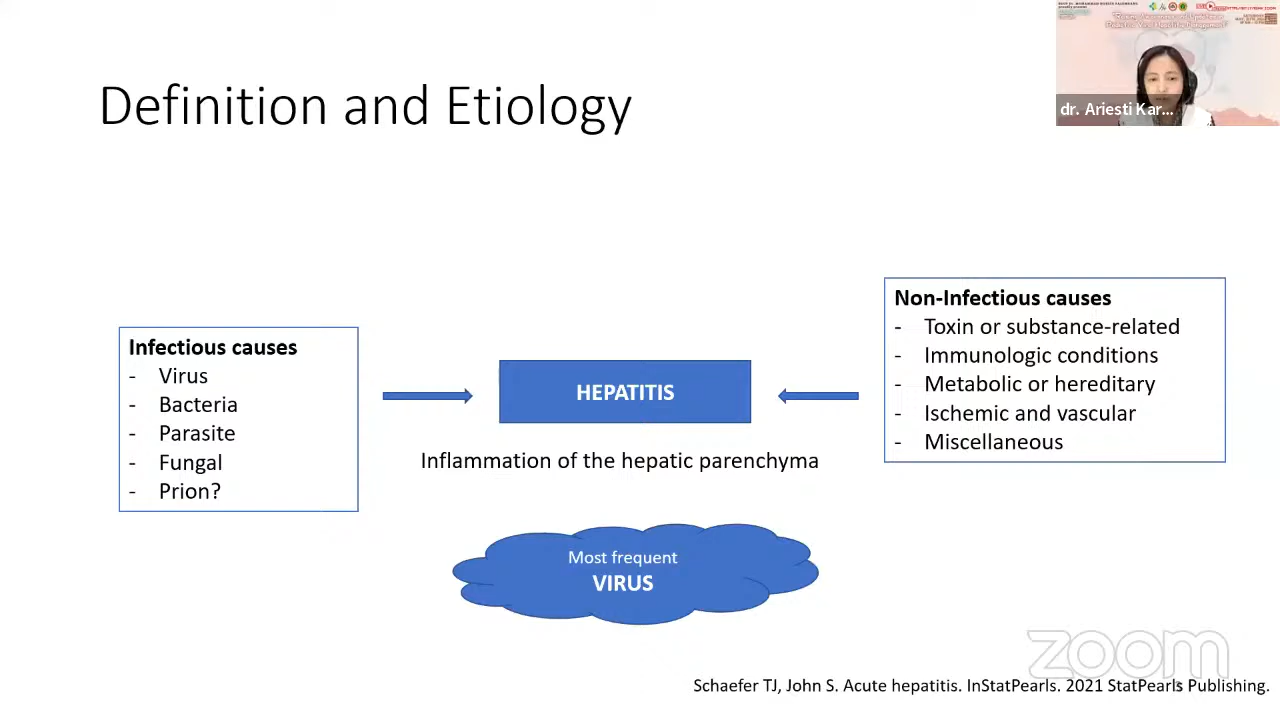 Definition and Etiology
dr. Ariesti Kar...
Infectious causes
- Virus
- Bacteria
- Parasite
- Fungal
- Prion?
HEPATITIS
Inflammation of the hepatic parenchyma
Most frequent
VIRUS
Non-Infectious causes
- Toxin or substance-related
- Immunologic conditions
- Metabolic or hereditary
- Ischemic and vascular
- Miscellaneous
zoom
Schaefer TJ, John S. Acute hepatitis. InStatPearls. 2021 StatPearls Publishing.